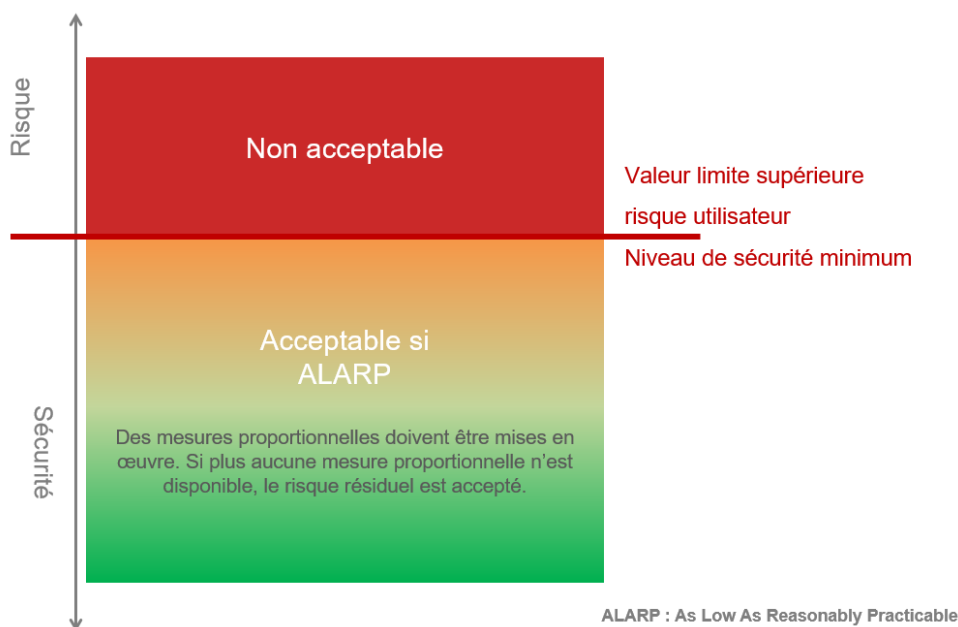 Risque
Non acceptable
Valeur limite supérieure
risque utilisateur
Niveau de sécurité minimum
Acceptable si
ALARP
Sécurité
Des mesures proportionnelles doivent être mises en
œuvre. Si plus aucune mesure proportionnelle n’est
disponible, le risque résiduel est accepté.
ALARP : As Low As Reasonably Practicable